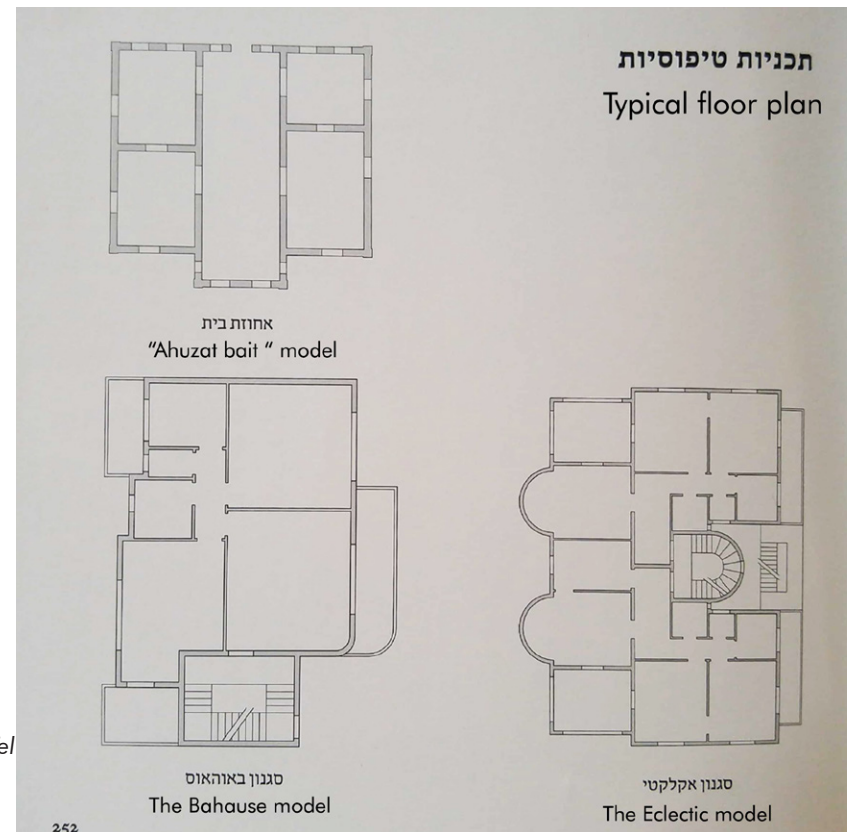 תכניות טיפוסיות
Typical floor plan
אחוזת בית
“Ahuzat bait “ model
סגנון באוהאוס
The Bahause model
סגנון אקלקטי
The Eclectic model
el
252